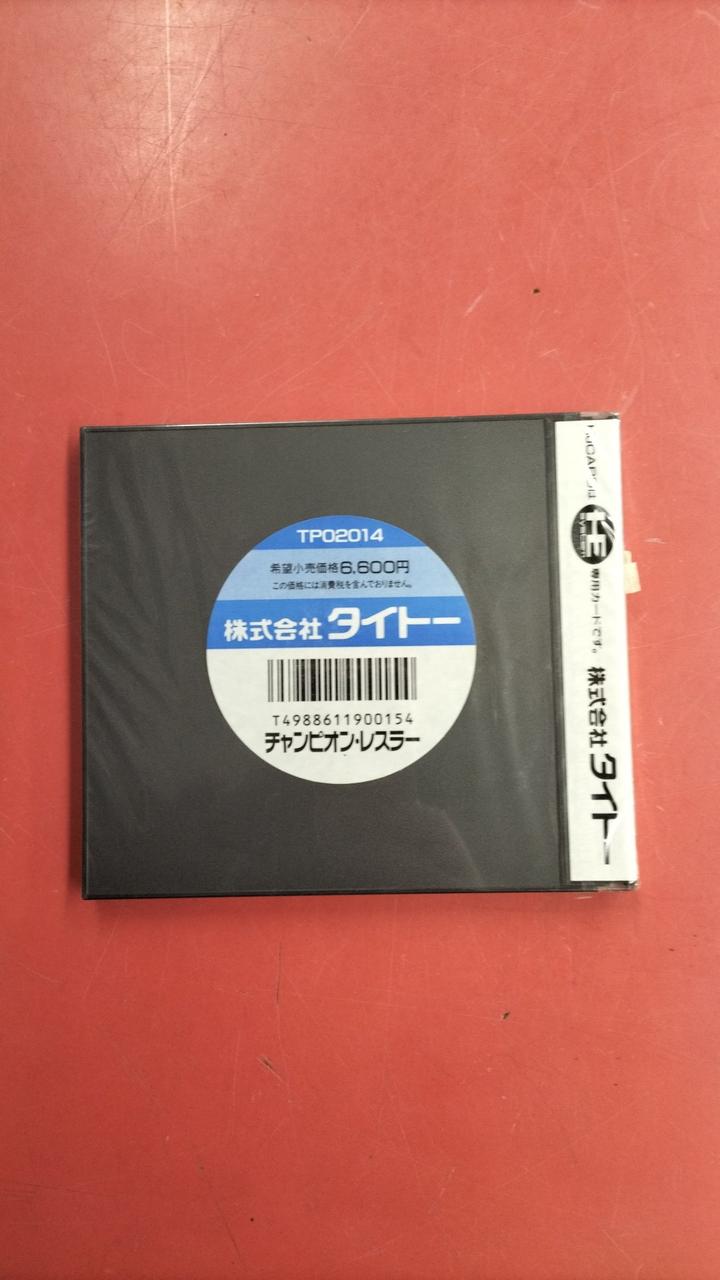 TP02014
希望小売価格6,600円
この価格には消費税を含んでおりません。
株式会社 タイトー
T4988611900154
チャンピオン・レスラー
専用カードです。 株式会社 タイトー